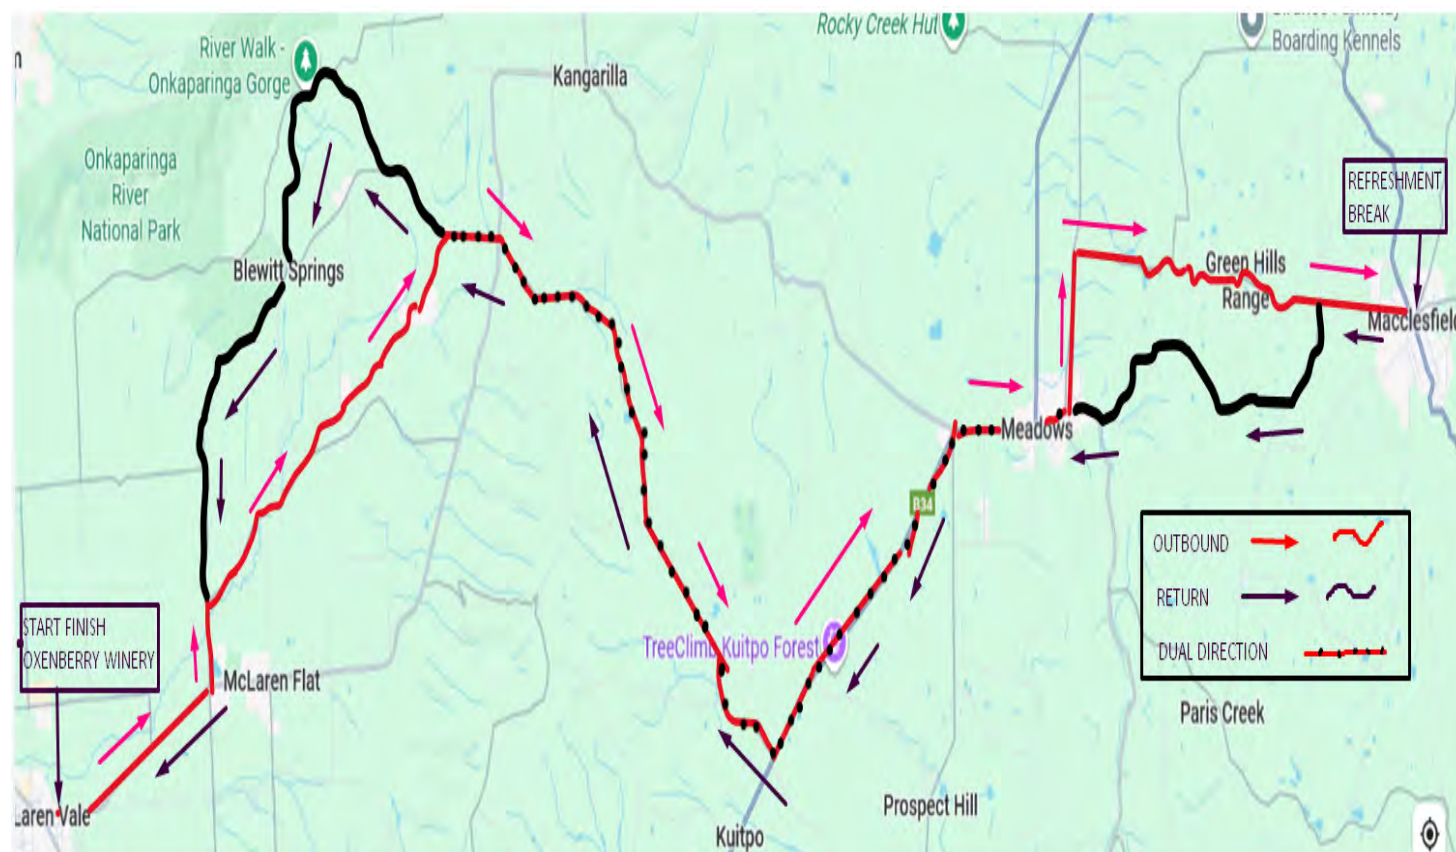 Rocky Creek Hut
Boarding Kennels
River Walk -
Onkaparinga Gorge
Kangarilla
Onkaparinga
River
National Park
REFRESHMENT
BREAK
Blewitt Springs
Green Hills
Range
Macclesfield
Meadows
B34
OUTBOUND
RETURN
DUAL DIRECTION
START FINISH
OXENBERRY WINERY
TreeClimb Kuitpo Forest
McLaren Flat
Paris Creek
Prospect Hill
Laren Vale
Kuitpo